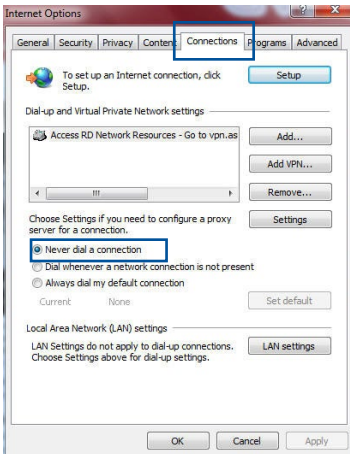 Internet Options
General Security Privacy Content Connections Programs Advanced
To set up an Internet connection, click
Setup.
Setup
Dial-up and Virtual Private Network settings
Access RD Network Resources - Go to vpn.as
Add...
Add VPN...
Remove...
Choose Settings if you need to configure a proxy
server for a connection.
Settings
Never dial a connection
Dial whenever a network connection is not present
Always dial my default connection
Current None
Set default
Local Area Network (LAN) settings
LAN Settings do not apply to dial-up connections.
Choose Settings above for dial-up settings.
LAN settings
OK Cancel Apply